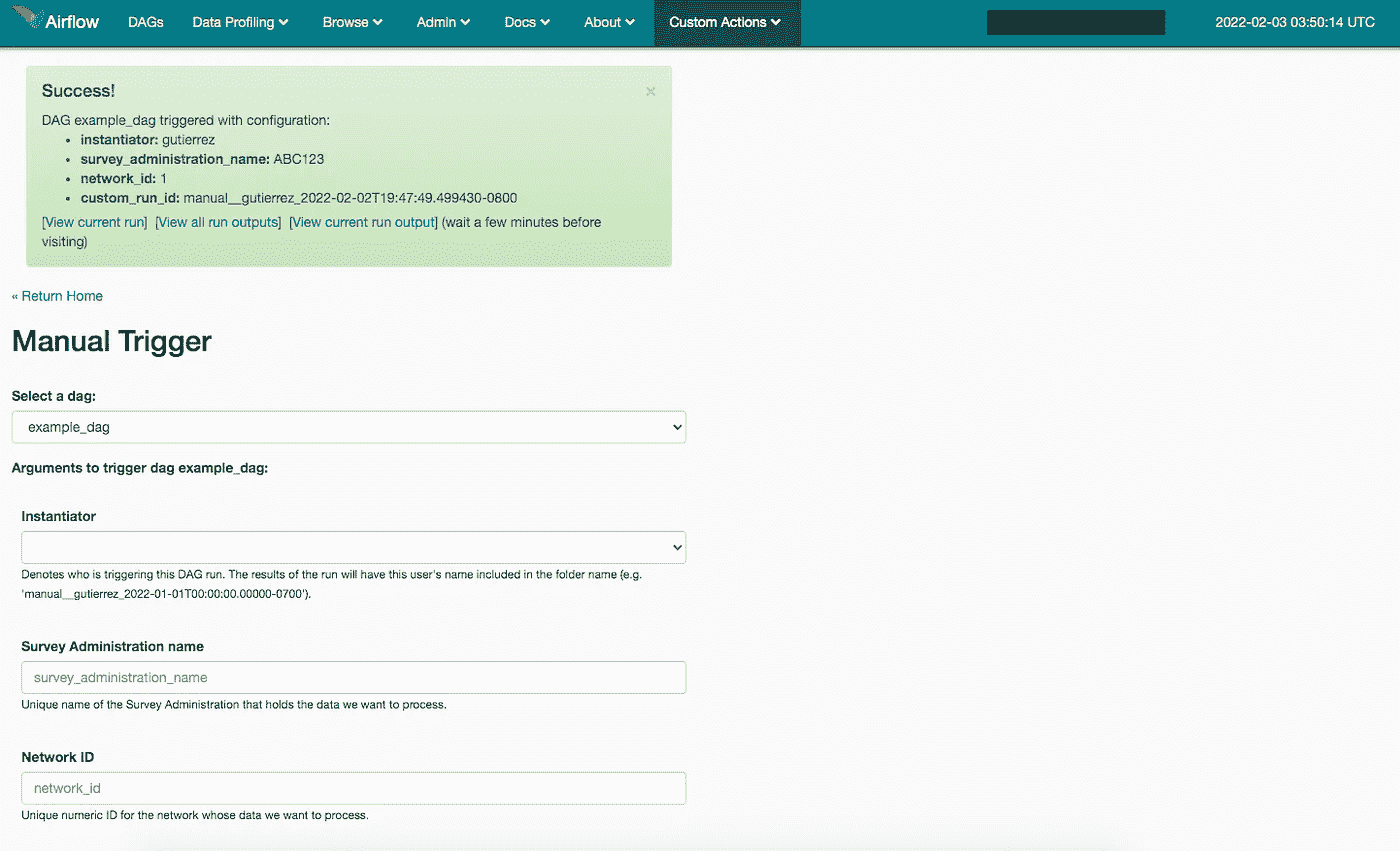 Airflow DAGs Data Profiling Browse Admin Docs About Custom Actions 2022-02-03 03:50:14 UTC
Success!
×
DAG example_dag triggered with configuration:
• instantiator: gutierrez
• survey_administration_name: ABC123
• network_id: 1
• custom_run_id: manual__gutierrez_2022-02-02T19:47:49.499430-0800
[View current run] [View all run outputs] [View current run output] (wait a few minutes before
visiting)
« Return Home
Manual Trigger
Select a dag:
example_dag
Arguments to trigger dag example_dag:
Instantiator
Denotes who is triggering this DAG run. The results of the run will have this user's name included in the folder name (e.g.
'manual__gutierrez_2022-01-01T00:00:00.00000-0700').
Survey Administration name
survey_administration_name
Unique name of the Survey Administration that holds the data we want to process.
Network ID
network_id
Unique numeric ID for the network whose data we want to process.